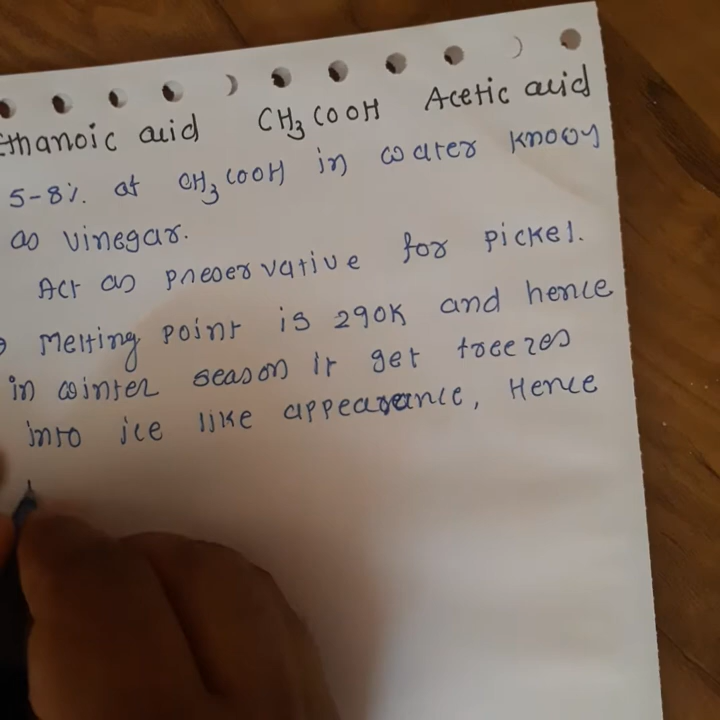 Ethanoic acid CH₃COOH Acetic acid
5-8% of CH₃COOH in water known
as vinegar.
Act as preservative for pickel.
Melting point is 290K and hence
in winter season it get freezes
into ice like appearance, Hence